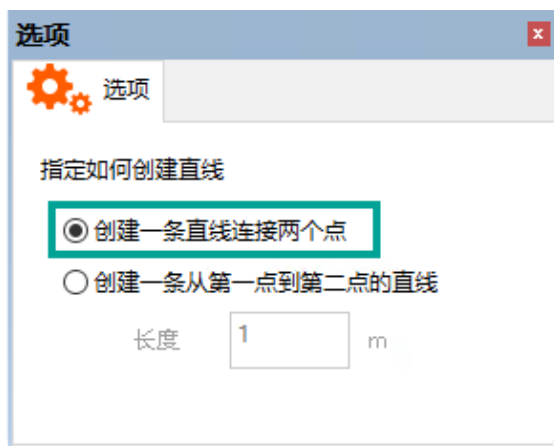 选项
选项
指定如何创建直线
创建一条直线连接两个点
创建一条从第一点到第二点的直线
长度 1 m